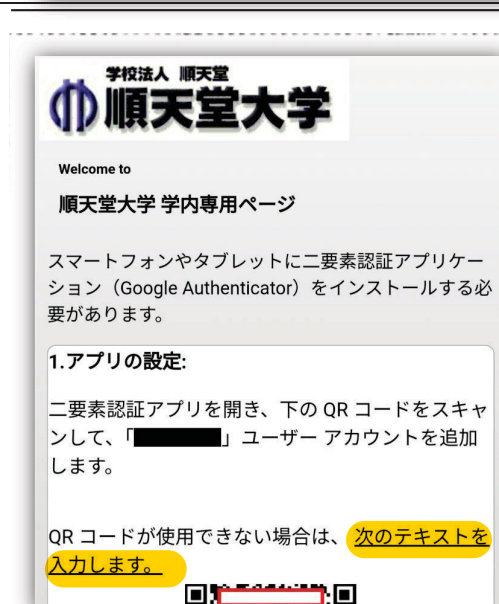 学校法人 順天堂
順天堂大学
Welcome to
順天堂大学 学内専用ページ
スマートフォンやタブレットに二要素認証アプリケー
ション（Google Authenticator）をインストールする必
要があります。
1.アプリの設定:
二要素認証アプリを開き、下の QR コードをスキャ
ンして、「」ユーザー アカウントを追加
します。
QR コードが使用できない場合は、次のテキストを
入力します。